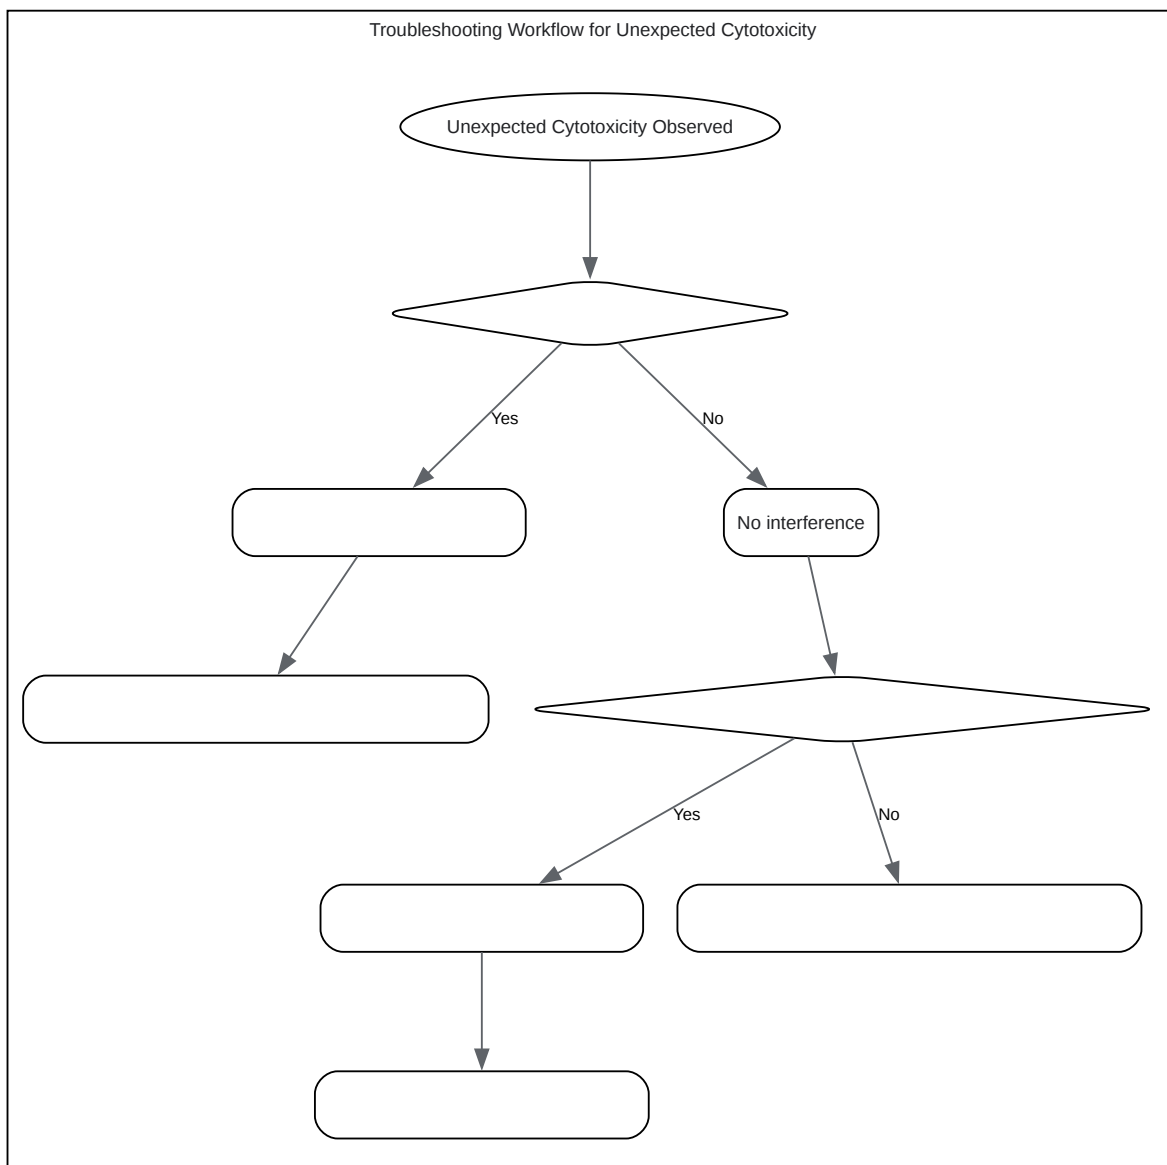 Troubleshooting Workflow for Unexpected Cytotoxicity
Unexpected Cytotoxicity Observed
Yes
No
No interference
Yes
No